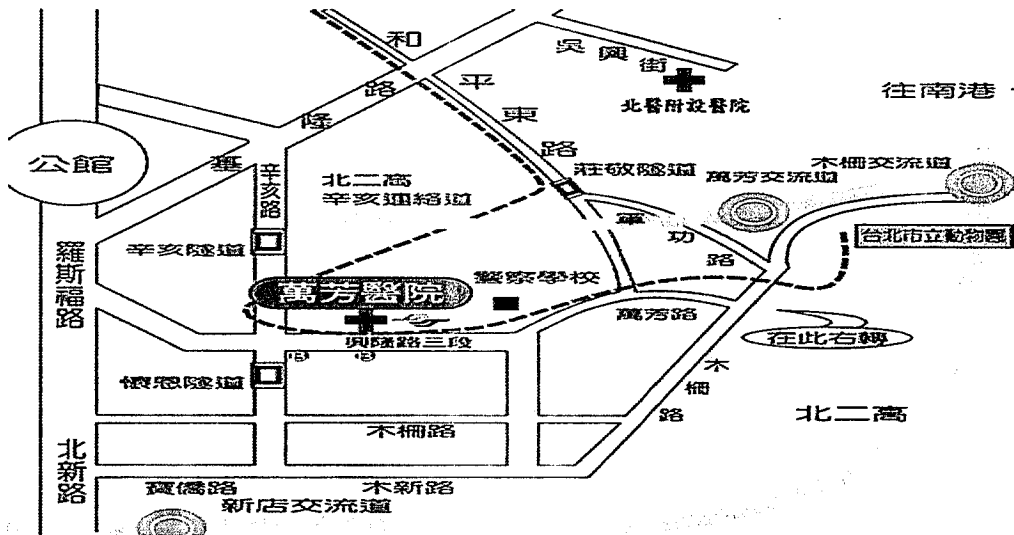 和平東路
吳興街
北醫附設醫院
往南港
基隆路
公館
辛亥路
北二高
辛亥連絡道
莊敬隧道
萬芳交流道
木柵交流道
軍功路
台北市立動物園
羅斯福路
辛亥隧道
萬芳醫院
警察學校
萬芳路
在此右轉
興隆路三段
懷恩隧道
木柵路
木柵路
北二高
北新路
寶僑路
木新路
新店交流道